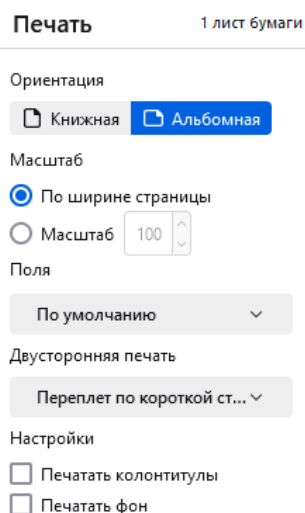 Печать 1 лист бумаги
Ориентация
Книжная Альбомная
Масштаб
По ширине страницы
Масштаб 100
Поля
По умолчанию
Двусторонняя печать
Переплет по короткой ст...
Настройки
Печатать колонтитулы
Печатать фон